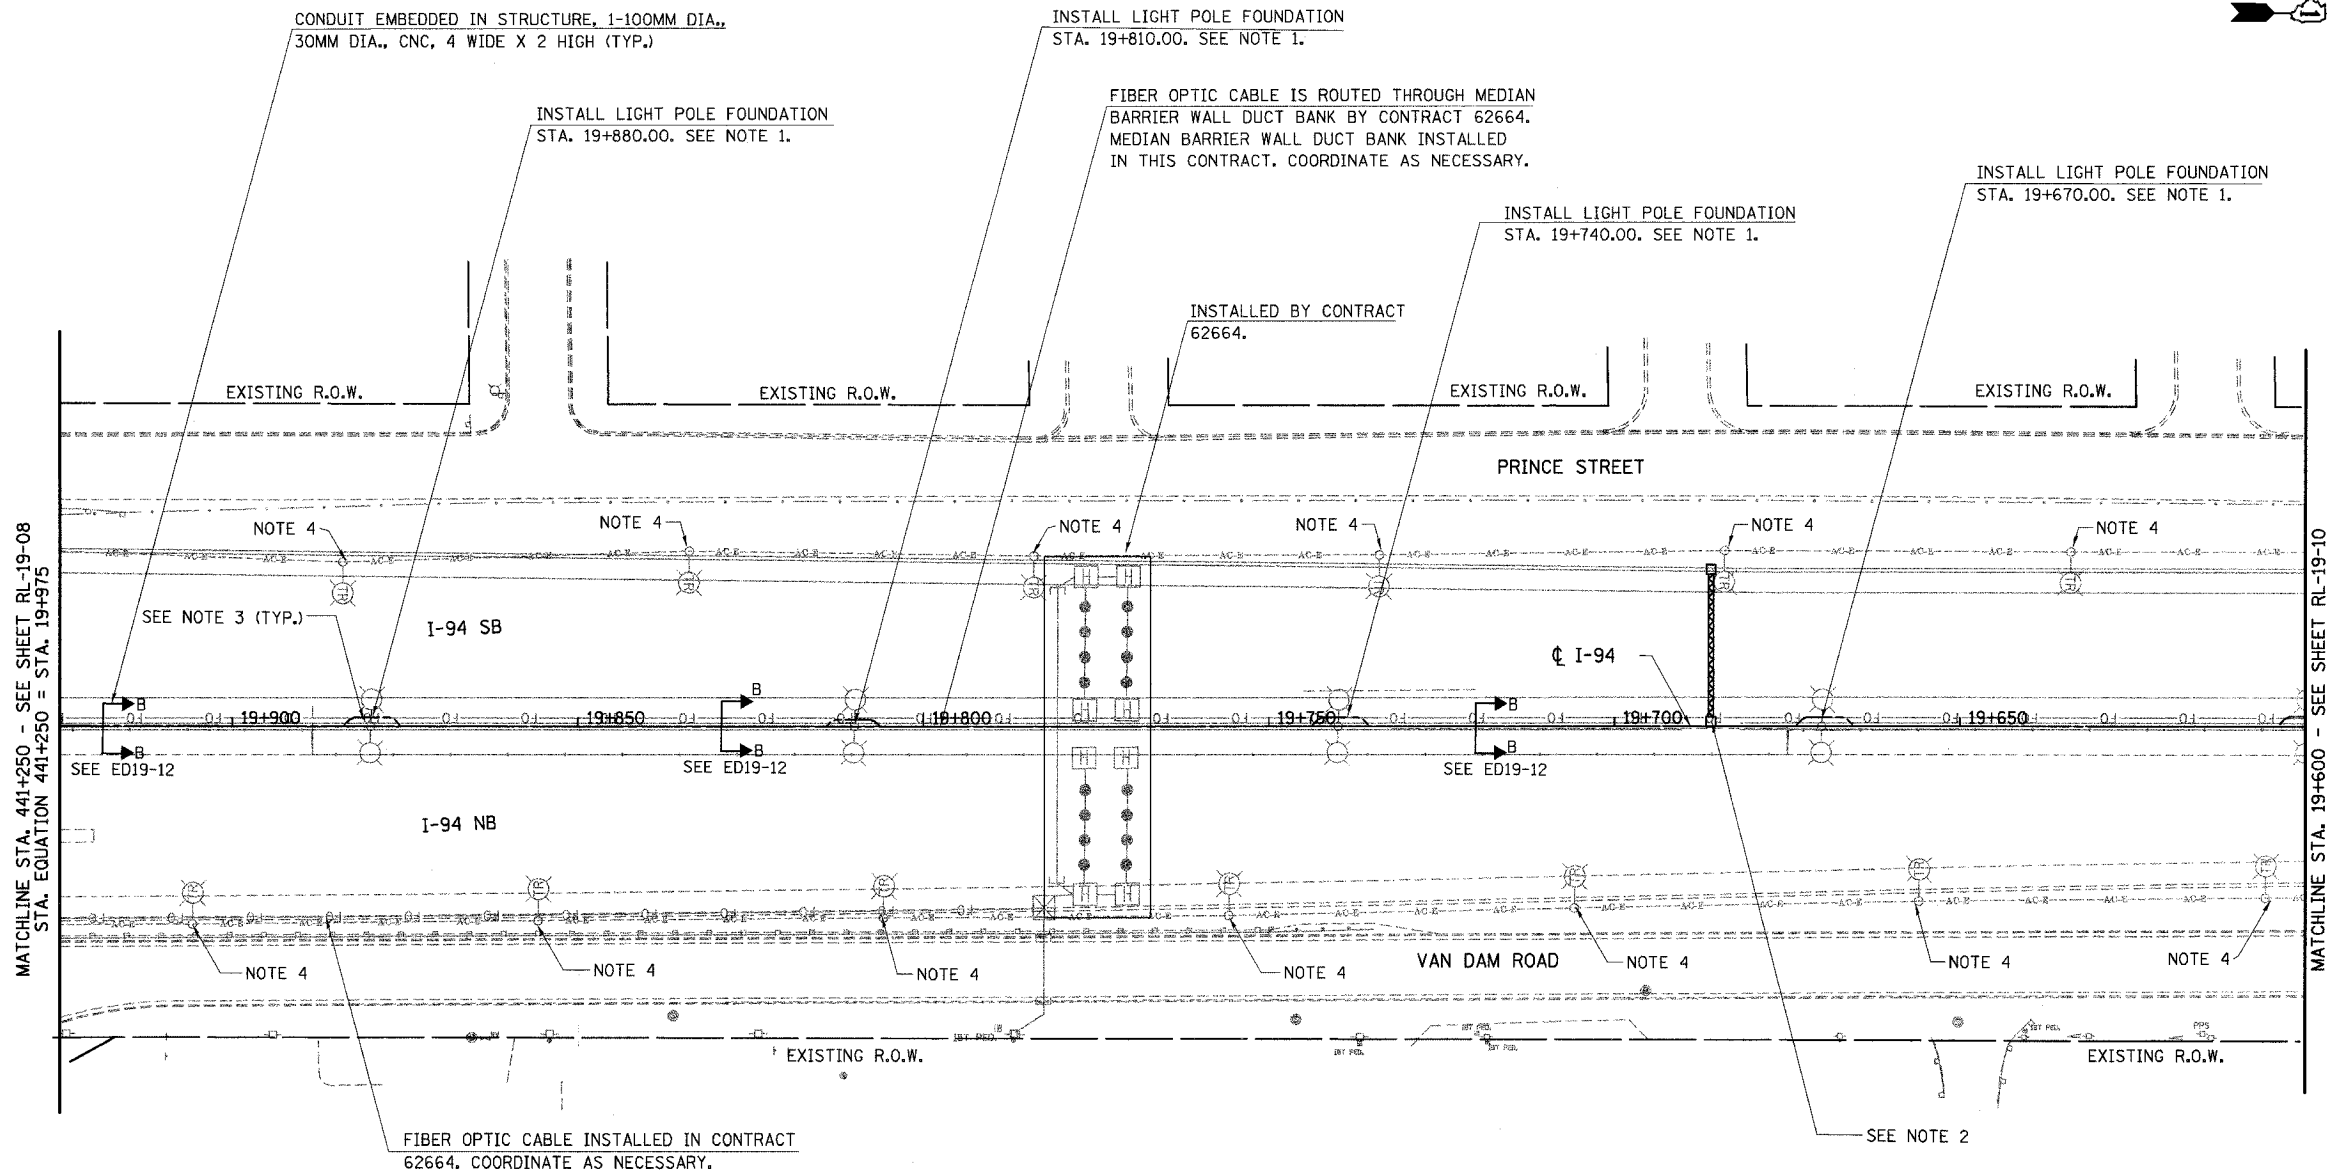 CONDUIT EMBEDDED IN STRUCTURE, 1-100MM DIA.,
30MM DIA., CNC, 4 WIDE X 2 HIGH (TYP.)
INSTALL LIGHT POLE FOUNDATION
STA. 19+810.00. SEE NOTE 1.
INSTALL LIGHT POLE FOUNDATION
STA. 19+880.00. SEE NOTE 1.
FIBER OPTIC CABLE IS ROUTED THROUGH MEDIAN
BARRIER WALL DUCT BANK BY CONTRACT 62664.
MEDIAN BARRIER WALL DUCT BANK INSTALLED
IN THIS CONTRACT. COORDINATE AS NECESSARY.
INSTALL LIGHT POLE FOUNDATION
STA. 19+670.00. SEE NOTE 1.
INSTALL LIGHT POLE FOUNDATION
STA. 19+740.00. SEE NOTE 1.
INSTALLED BY CONTRACT
62664.
EXISTING R.O.W.
EXISTING R.O.W.
EXISTING R.O.W.
EXISTING R.O.W.
PRINCE STREET
NOTE 4
NOTE 4
NOTE 4
NOTE 4
NOTE 4
NOTE 4
SEE NOTE 3 (TYP.)
I-94 SB
℄ I-94
B
B
B
19+900
19+850
19+800
19+750
19+700
19+650
B
B
B
SEE ED19-12
SEE ED19-12
SEE ED19-12
I-94 NB
H H
H H
H H
H H
NOTE 4
NOTE 4
NOTE 4
NOTE 4
VAN DAM ROAD
NOTE 4
NOTE 4
NOTE 4
EXISTING R.O.W.
EXISTING R.O.W.
SEE NOTE 2
FIBER OPTIC CABLE INSTALLED IN CONTRACT
62664. COORDINATE AS NECESSARY.
MATCHLINE STA. 441+250 - SEE SHEET RL-19-08
STA. EQUATION 441+250 = STA. 19+975
MATCHLINE STA. 19+600 - SEE SHEET RL-19-10